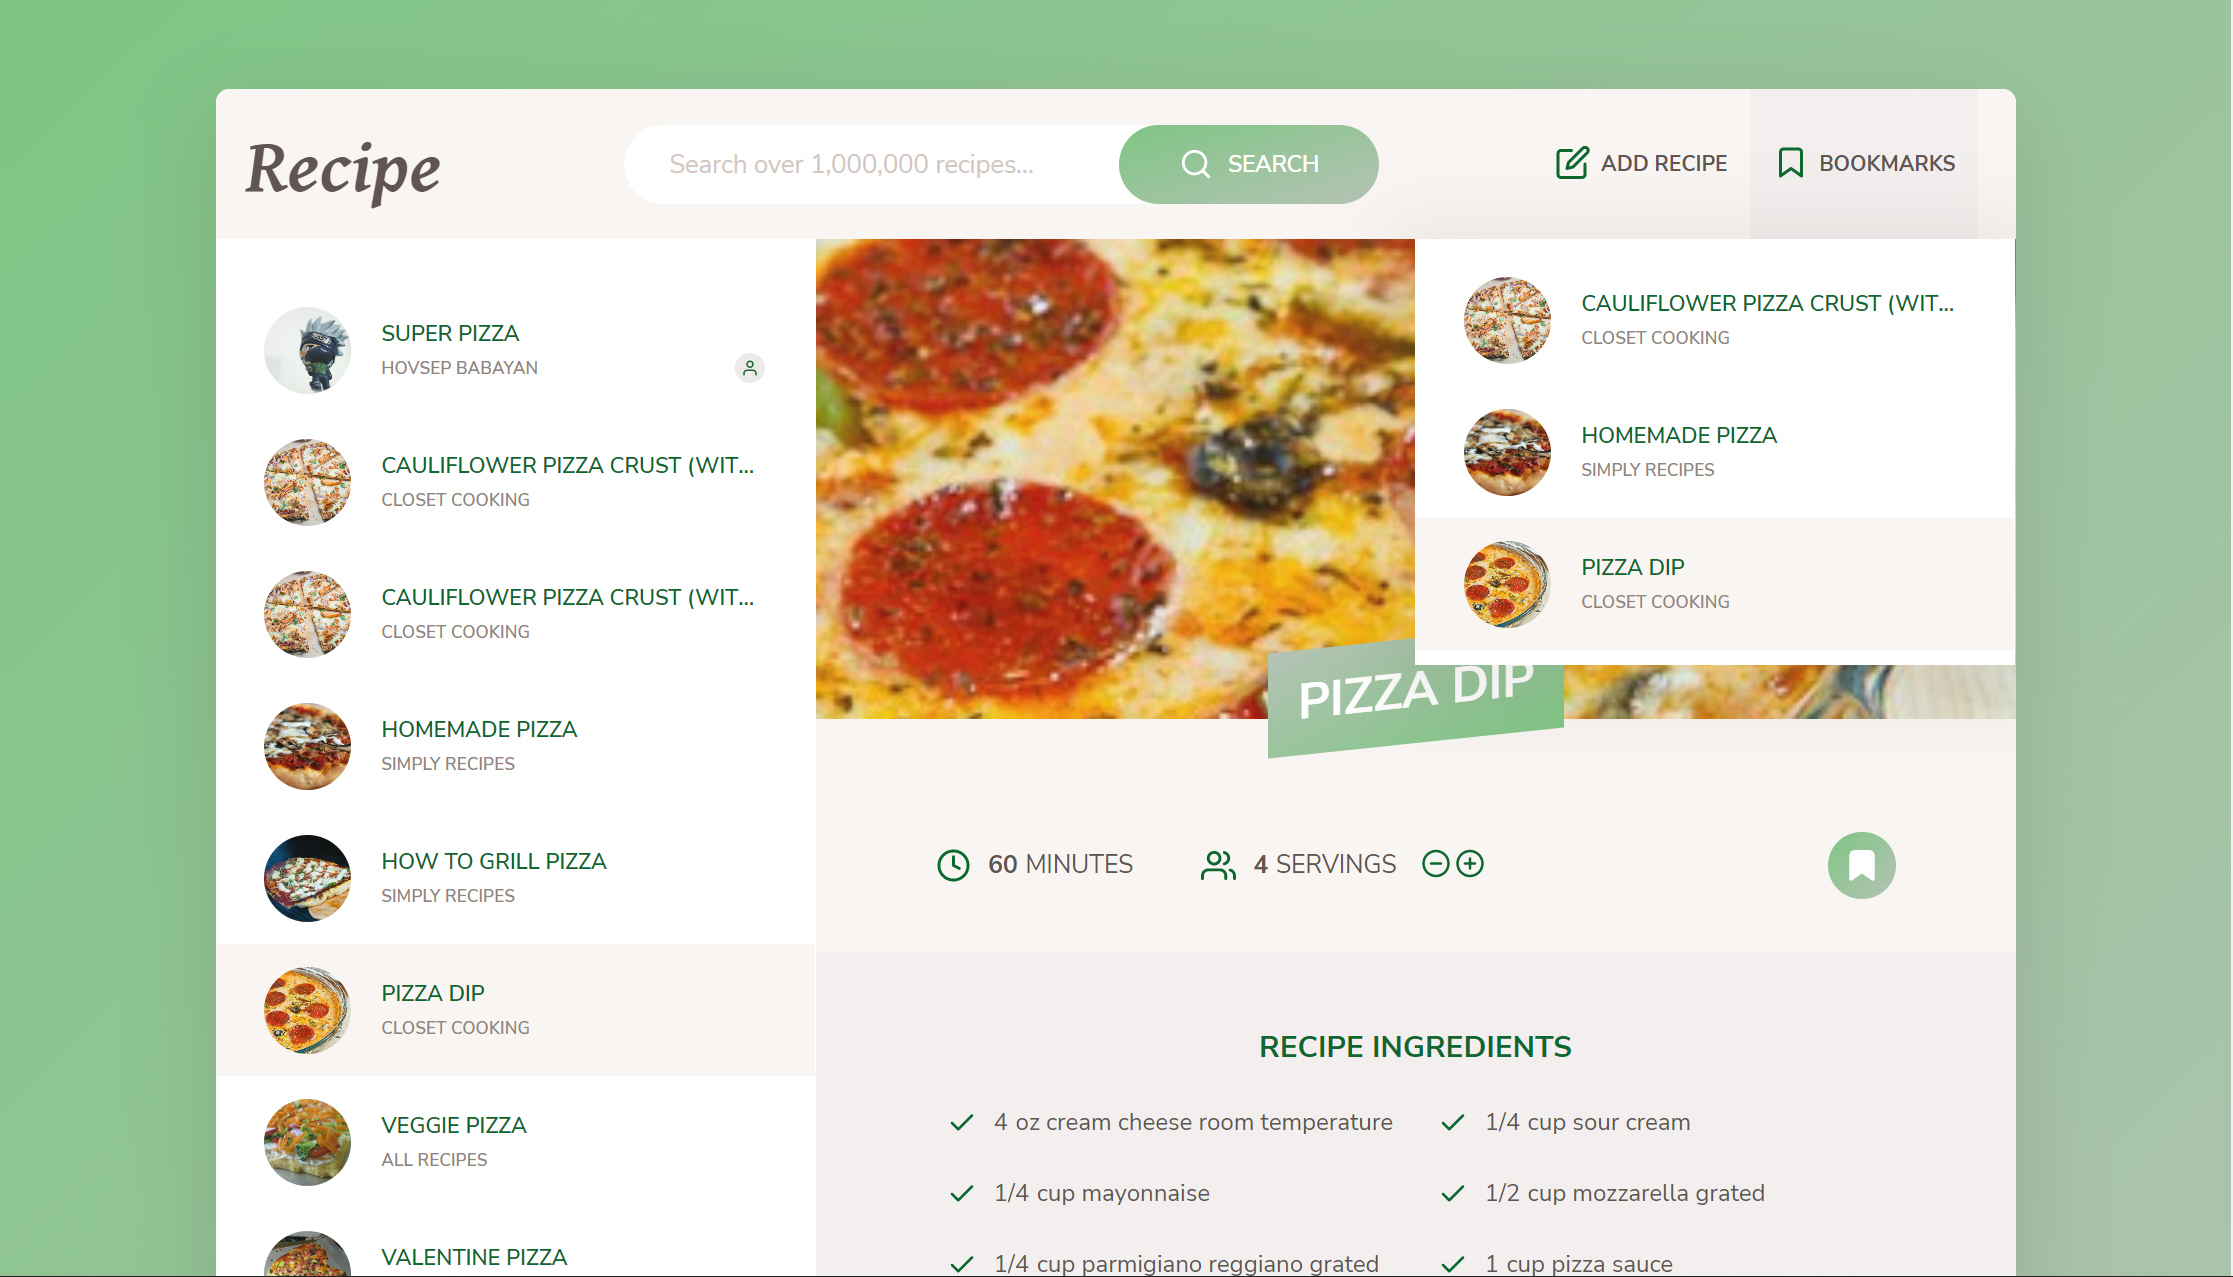 Recipe
Search over 1,000,000 recipes...
SEARCH
ADD RECIPE
BOOKMARKS
SUPER PIZZA
HOVSEP BABAYAN
CAULIFLOWER PIZZA CRUST (WIT...
CLOSET COOKING
CAULIFLOWER PIZZA CRUST (WIT...
CLOSET COOKING
HOMEMADE PIZZA
SIMPLY RECIPES
HOW TO GRILL PIZZA
SIMPLY RECIPES
PIZZA DIP
CLOSET COOKING
VEGGIE PIZZA
ALL RECIPES
VALENTINE PIZZA
CAULIFLOWER PIZZA CRUST (WIT...
CLOSET COOKING
HOMEMADE PIZZA
SIMPLY RECIPES
PIZZA DIP
CLOSET COOKING
PIZZA DIP
60 MINUTES
4 SERVINGS
RECIPE INGREDIENTS
4 oz cream cheese room temperature
1/4 cup sour cream
1/4 cup mayonnaise
1/2 cup mozzarella grated
1/4 cup parmigiano reggiano grated
1 cup pizza sauce